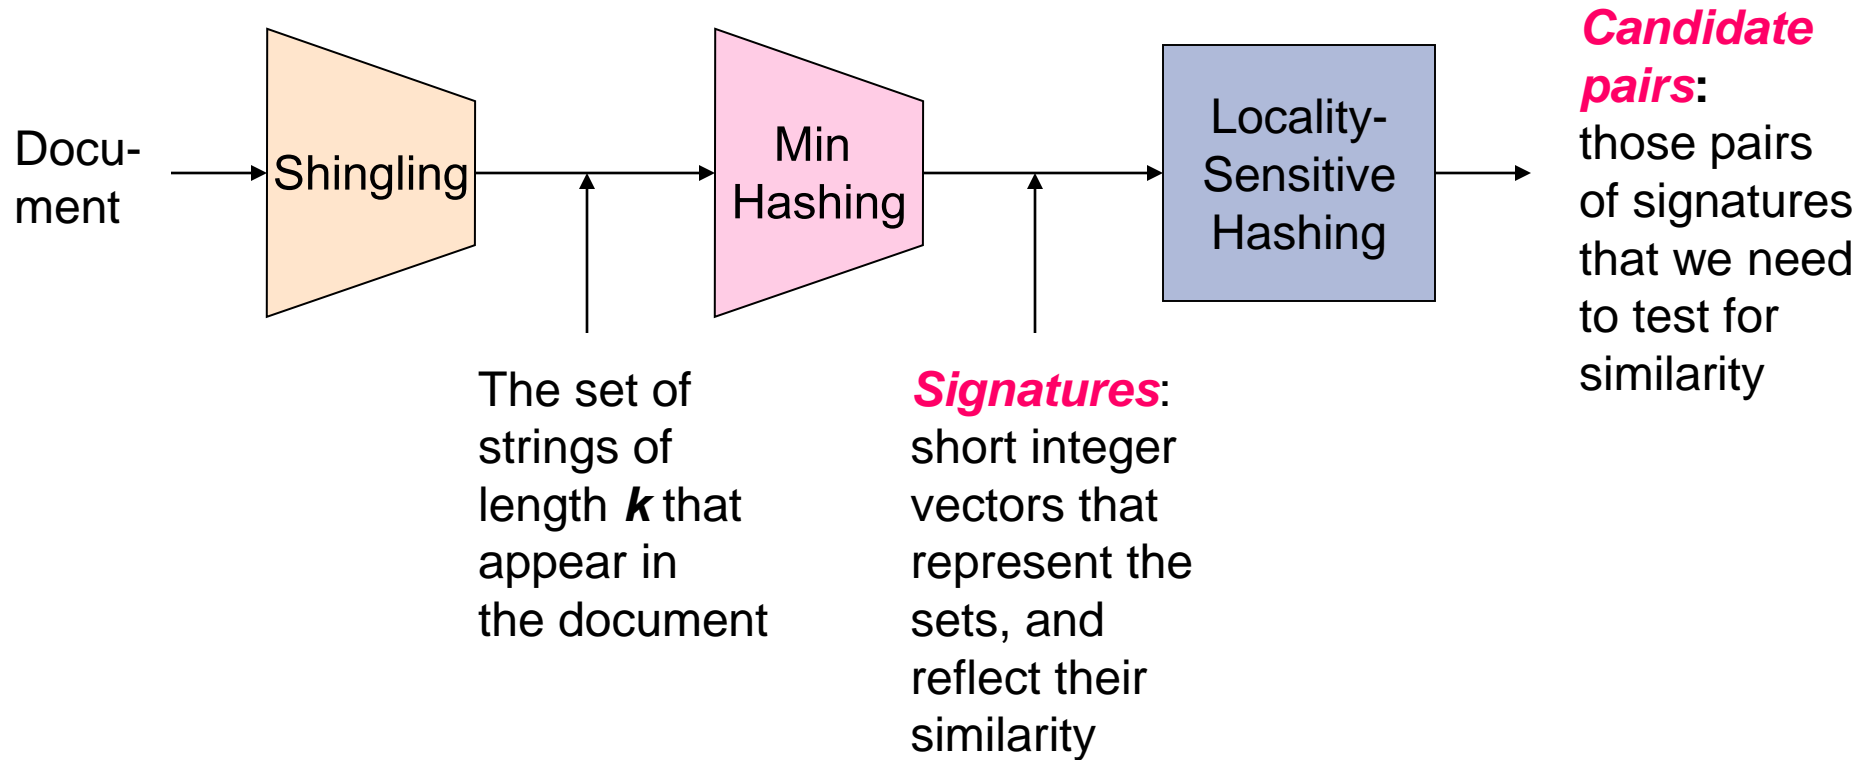 Docu-
ment
Shingling
The set of
strings of
length k that
appear in
the document
Min
Hashing
Signatures:
short integer
vectors that
represent the
sets, and
reflect their
similarity
Locality-
Sensitive
Hashing
Candidate
pairs:
those pairs
of signatures
that we need
to test for
similarity